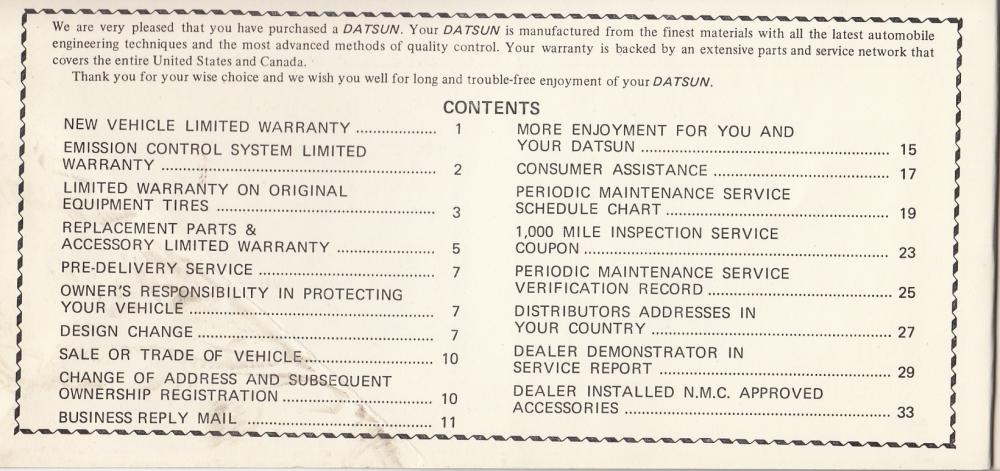 We are very pleased that you have purchased a DATSUN. Your DATSUN is manufactured from the finest materials with all the latest automobile
engineering techniques and the most advanced methods of quality control. Your warranty is backed by an extensive parts and service network that
covers the entire United States and Canada.
Thank you for your wise choice and we wish you well for long and trouble-free enjoyment of your DATSUN.
CONTENTS
NEW VEHICLE LIMITED WARRANTY .................. 1
EMISSION CONTROL SYSTEM LIMITED
WARRANTY .................. 2
LIMITED WARRANTY ON ORIGINAL
EQUIPMENT TIRES .................. 3
REPLACEMENT PARTS &
ACCESSORY LIMITED WARRANTY .................. 5
PRE-DELIVERY SERVICE .................. 7
OWNER'S RESPONSIBILITY IN PROTECTING
YOUR VEHICLE .................. 7
DESIGN CHANGE .................. 7
SALE OR TRADE OF VEHICLE .................. 10
CHANGE OF ADDRESS AND SUBSEQUENT
OWNERSHIP REGISTRATION .................. 10
BUSINESS REPLY MAIL .................. 11
MORE ENJOYMENT FOR YOU AND
YOUR DATSUN .................. 15
CONSUMER ASSISTANCE .................. 17
PERIODIC MAINTENANCE SERVICE
SCHEDULE CHART .................. 19
1,000 MILE INSPECTION SERVICE
COUPON .................. 23
PERIODIC MAINTENANCE SERVICE
VERIFICATION RECORD .................. 25
DISTRIBUTORS ADDRESSES IN
YOUR COUNTRY .................. 27
DEALER DEMONSTRATOR IN
SERVICE REPORT .................. 29
DEALER INSTALLED N.M.C. APPROVED
ACCESSORIES .................. 33